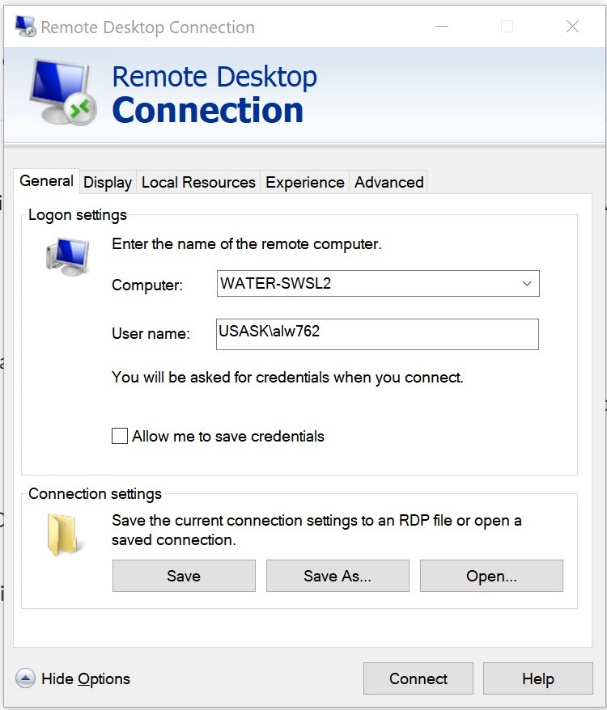 Remote Desktop Connection
Remote Desktop
Connection
General Display Local Resources Experience Advanced
Logon settings
Enter the name of the remote computer.
Computer: WATER-SWSL2
User name: USASK\alw762
You will be asked for credentials when you connect.
Allow me to save credentials
Connection settings
Save the current connection settings to an RDP file or open a
saved connection.
Save Save As... Open...
Hide Options Connect Help